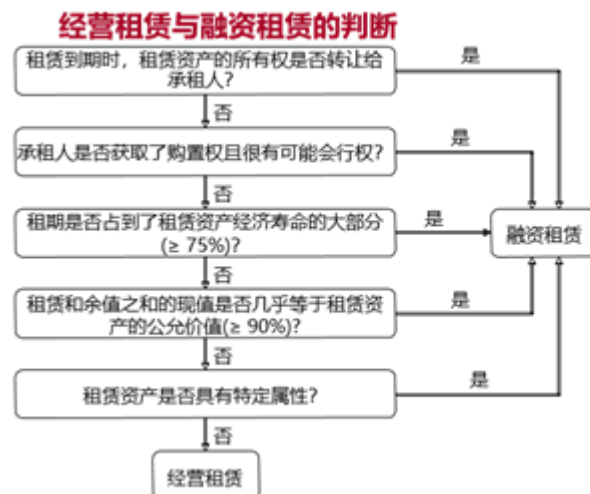 经营租赁与融资租赁的判断
租赁到期时，租赁资产的所有权是否转让给
承租人?
是
否
承租人是否获取了购置权且很有可能会行权?
是
否
租期是否占到了租赁资产经济寿命的大部分
(≥ 75%)?
是
融资租赁
否
租赁和余值之和的现值是否几乎等于租赁资
产的公允价值(≥ 90%)?
是
否
租赁资产是否具有特定属性?
是
否
经营租赁